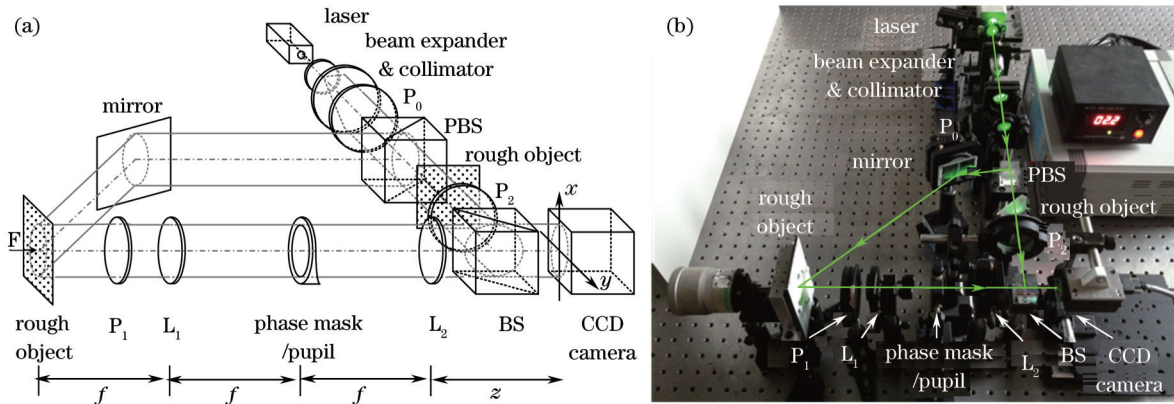 (a)
laser
beam expander
& collimator
P0
mirror
PBS
rough object
P2
x
F
y
rough
object
P1
L1
phase mask
/pupil
L2
BS
CCD
camera
f
f
f
z
(b)
laser
beam expander
& collimator
P0
mirror
PBS
rough
object
rough object
P2
022
P1
L1
phase mask
/pupil
L2
BS
CCD
camera